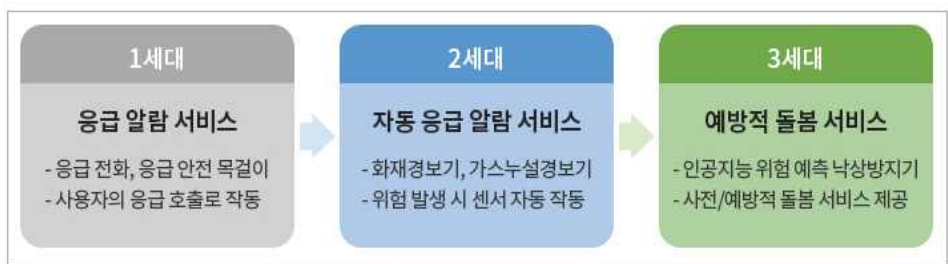 1세대
응급 알람 서비스
- 응급 전화, 응급 안전 목걸이
- 사용자의 응급 호출로 작동
2세대
자동 응급 알람 서비스
- 화재경보기, 가스누설경보기
- 위험 발생 시 센서 자동 작동
3세대
예방적 돌봄 서비스
- 인공지능 위험 예측 낙상방지기
- 사전/예방적 돌봄 서비스 제공